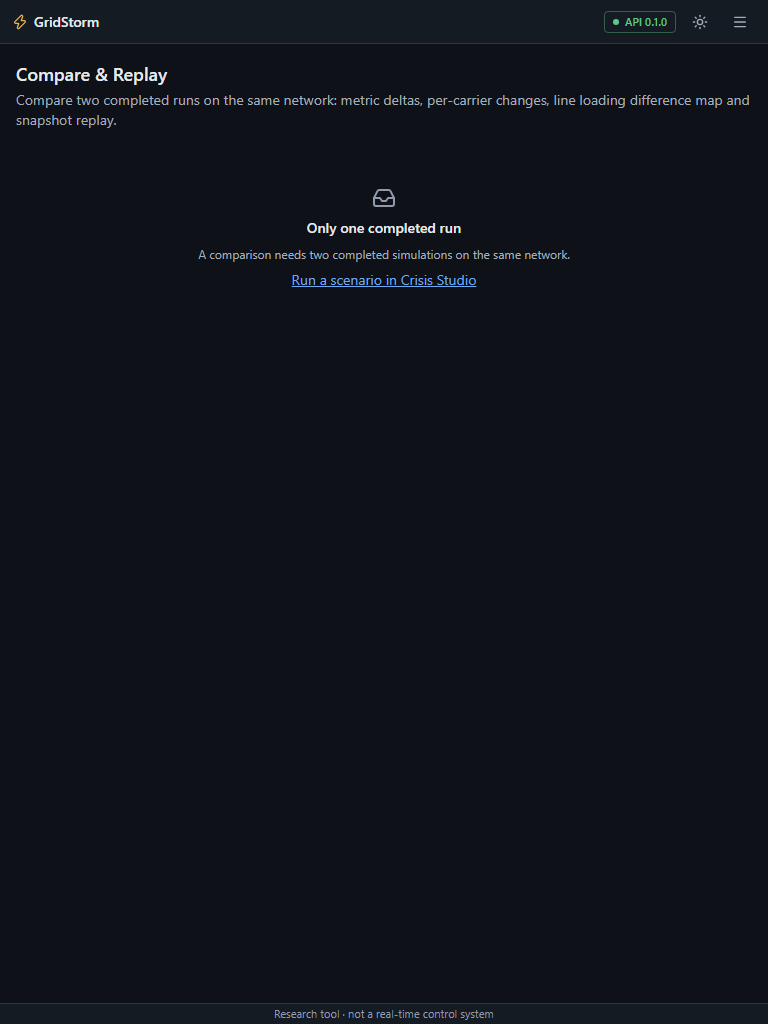 GridStorm
API 0.1.0
Compare & Replay
Compare two completed runs on the same network: metric deltas, per-carrier changes, line loading difference map and
snapshot replay.
Only one completed run
A comparison needs two completed simulations on the same network.
Run a scenario in Crisis Studio
Research tool · not a real-time control system